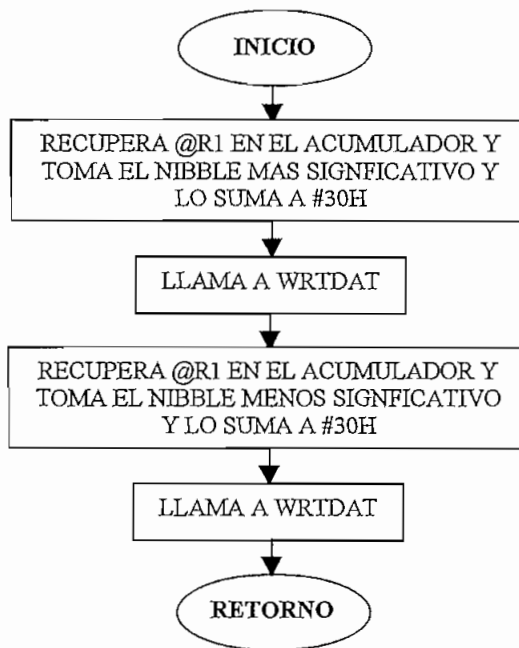 INICIO
RECUPERA @R1 EN EL ACUMULADOR Y
TOMA EL NIBBLE MAS SIGNFICATIVO Y
LO SUMA A #30H
LLAMA A WRTDAT
RECUPERA @R1 EN EL ACUMULADOR Y
TOMA EL NIBBLE MENOS SIGNFICATIVO
Y LO SUMA A #30H
LLAMA A WRTDAT
RETORNO